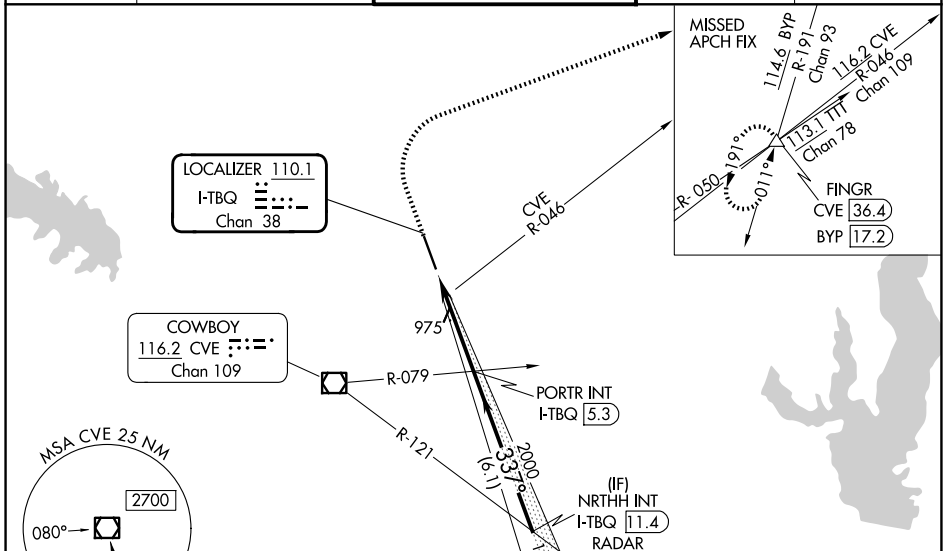 MISSED
APCH FIX
114.6 BYP
R-191
Chan 93
116.2 CVE
R-046
Chan 109
113.1 TTT
Chan 78
R-050
191°
011°
FINGR
CVE 36.4
BYP 17.2
LOCALIZER 110.1
I-TBQ
Chan 38
CVE
R-046
975
COWBOY
116.2 CVE
Chan 109
R-079
PORTR INT
I-TBQ 5.3
R-121
2000
337°
(6.1)
(IF)
NRTHH INT
I-TBQ 11.4
RADAR
MSA CVE 25 NM
2700
080°